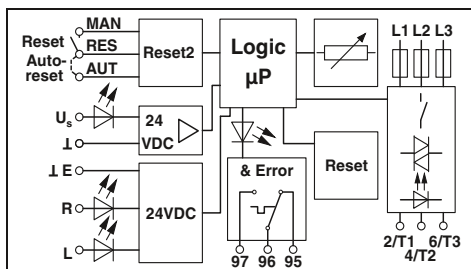 MAN
Reset RES
Auto-
reset AUT
Reset2
Logic
µP
L1 L2 L3
Us
⊥
24
VDC
⊥ E
R
L
24VDC
& Error
Reset
97 96 95
2/T1 6/T3
4/T2